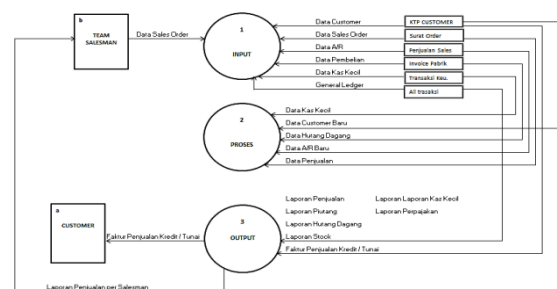 b
TEAM
SALESMAN
Data Sales Order
1
INPUT
Data Customer
Data Sales Order
Data A/R
Data Pembelian
Data Kas Kecil
General Ledger
KTP CUSTOMER
Surat Order
Penjualan Sales
Invoice Fabrik
Transaksi Keu.
All trasaksi
2
PROSES
Data Kas Kecil
Data Customer Baru
Data Hurang Dagang
Data A/R Baru
Data Penjualan
a
CUSTOMER
Faktur Penjualan Kredit / Tunai
3
OUTPUT
Laporan Penjualan
Laporan Laporan Kas Kecil
Laporan Piutang
Laporan Perpajakan
Laporan Hutang Dagang
Laporan Stock
Faktur Penjualan Kredit / Tunai
Laporan Penjualan per Salesman